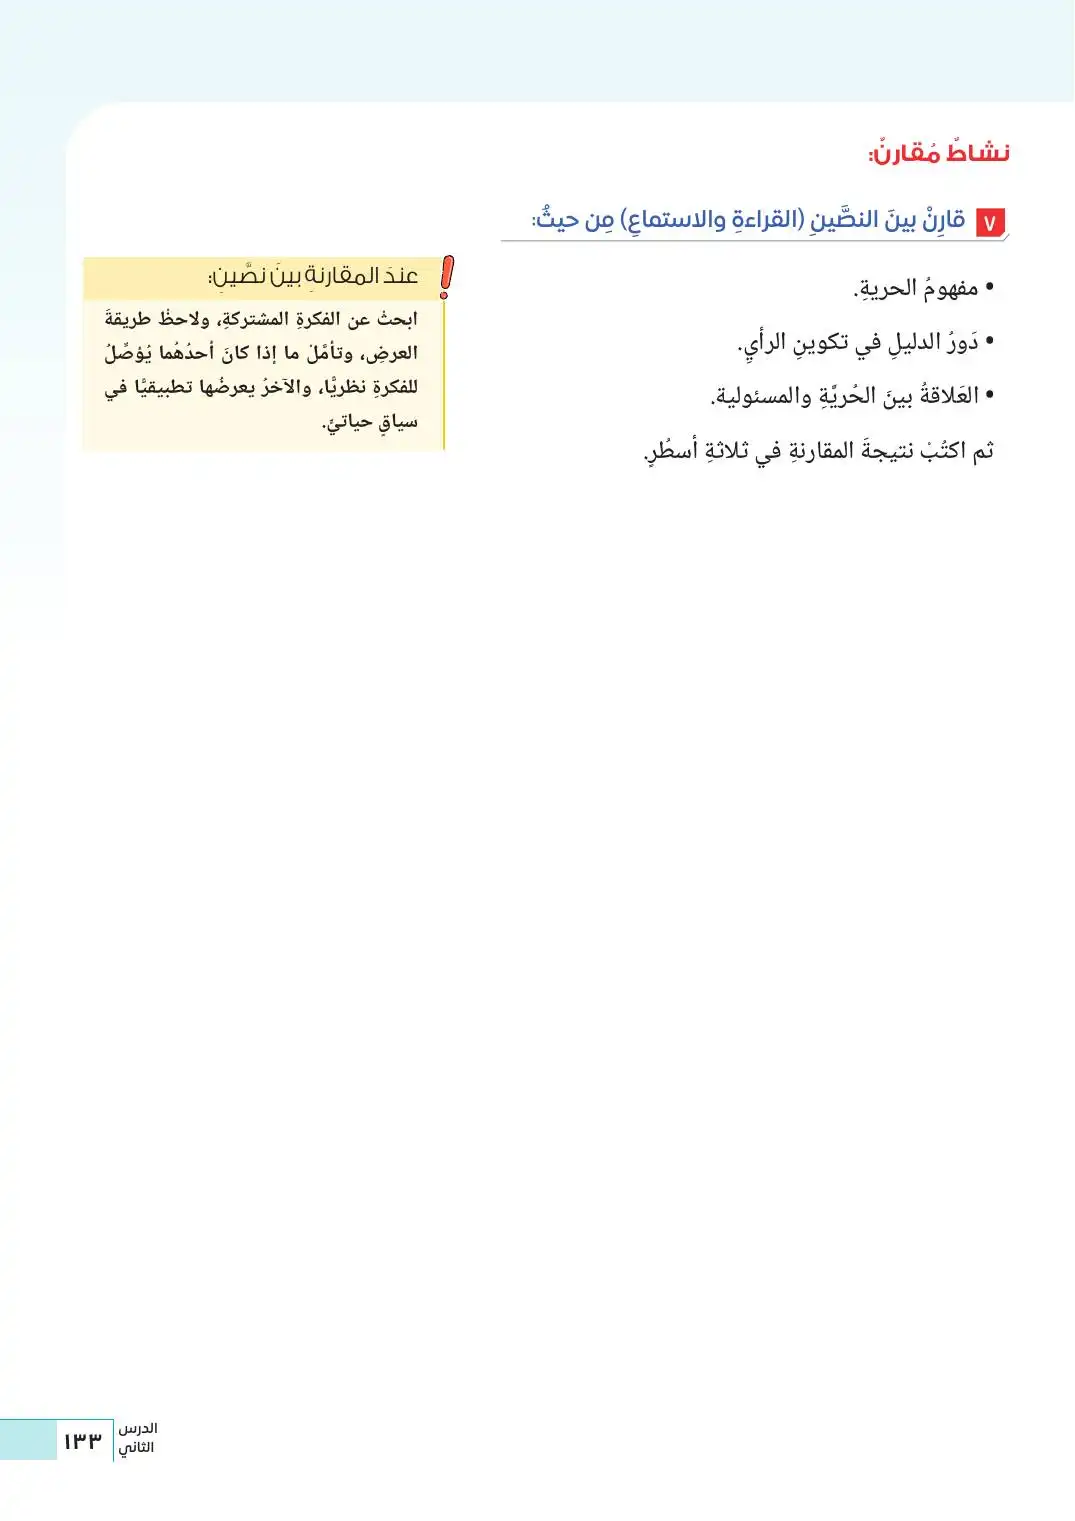 نشاطٌ مُقارنٌ:
٧ قارِنْ بينَ النصَّينِ (القراءةِ والاستماعِ) مِن حيثُ:
• مفهومُ الحريةِ.
• دَورُ الدليلِ في تكوينِ الرأيِ.
• العَلاقةُ بينَ الحُريَّةِ والمسئولية.
ثم اكتُبْ نتيجةَ المقارنةِ في ثلاثةِ أسطُرٍ.
عندَ المقارنةِ بينَ نصَّينِ:
ابحثْ عن الفكرةِ المشتركةِ، ولاحظْ طريقةَ
العرضِ، وتأمَّلْ ما إذا كانَ أحدُهُما يُؤصِّلُ
للفكرةِ نظريًّا، والآخرُ يعرضُها تطبيقيًّا في
سياقٍ حياتيٍّ.
الدرس
الثاني
١٣٣